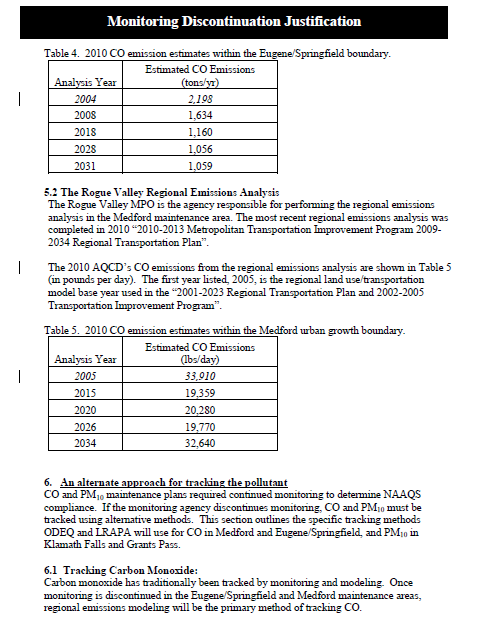 Monitoring Discontinuation Justification
Table 4.  2010 CO emission estimates within the Eugene/Springfield boundary.
Analysis Year
Estimated CO Emissions
(tons/yr)
2004 2,198
2008 1,634
2018 1,160
2028 1,056
2031 1,059
5.2 The Rogue Valley Regional Emissions Analysis
The Rogue Valley MPO is the agency responsible for performing the regional emissions
analysis in the Medford maintenance area. The most recent regional emissions analysis was
completed in 2010 “2010-2013 Metropolitan Transportation Improvement Program 2009-
2034 Regional Transportation Plan”.
The 2010 AQCD’s CO emissions from the regional emissions analysis are shown in Table 5
(in pounds per day).  The first year listed, 2005, is the regional land use/transportation
model base year used in the “2001-2023 Regional Transportation Plan and 2002-2005
Transportation Improvement Program”.
Table 5.  2010 CO emission estimates within the Medford urban growth boundary.
Analysis Year
Estimated CO Emissions
(lbs/day)
2005 33,910
2015 19,359
2020 20,280
2026 19,770
2034 32,640
6.   An alternate approach for tracking the pollutant
CO and PM₁₀ maintenance plans required continued monitoring to determine NAAQS
compliance.  If the monitoring agency discontinues monitoring, CO and PM₁₀ must be
tracked using alternative methods.  This section outlines the specific tracking methods
ODEQ and LRAPA will use for CO in Medford and Eugene/Springfield, and PM₁₀ in
Klamath Falls and Grants Pass.
6.1  Tracking Carbon Monoxide:
Carbon monoxide has traditionally been tracked by monitoring and modeling.  Once
monitoring is discontinued in the Eugene/Springfield and Medford maintenance areas,
regional emissions modeling will be the primary method of tracking CO.